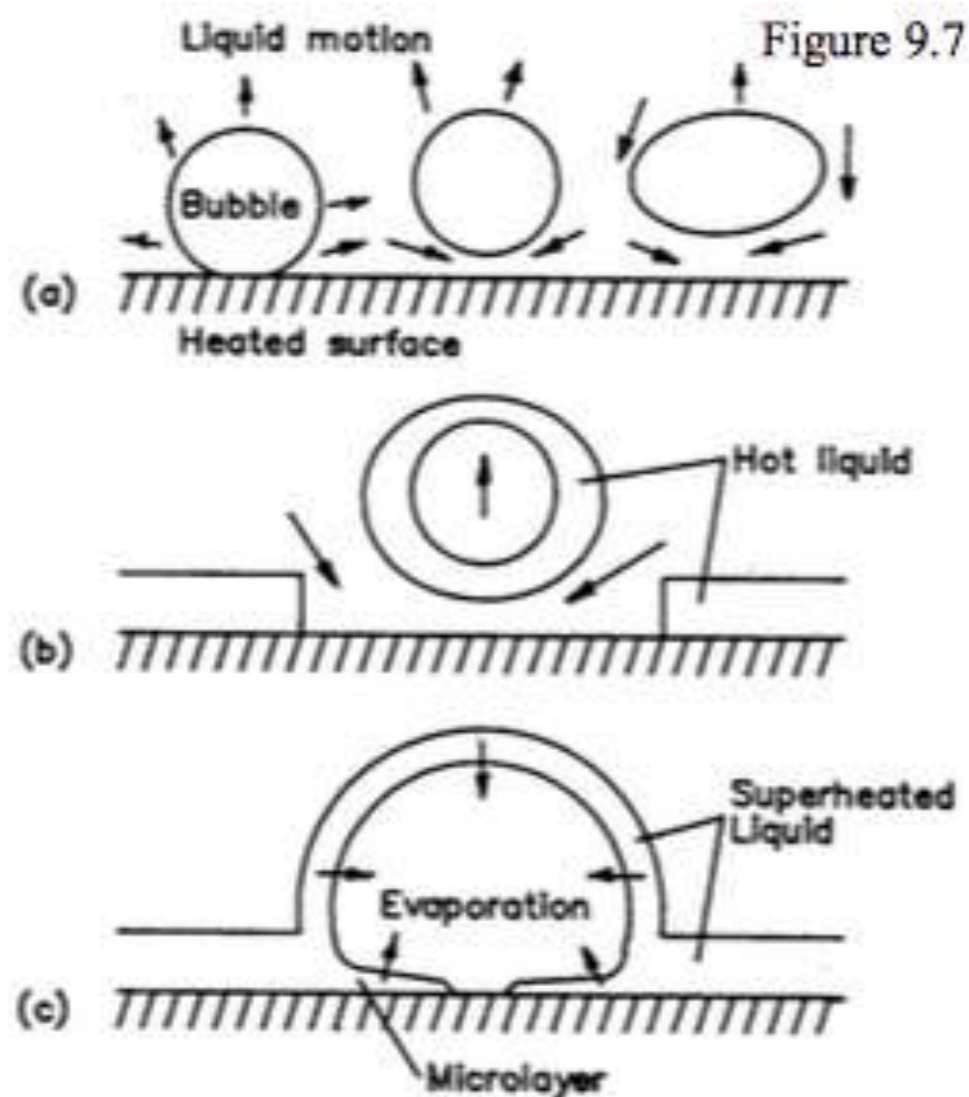 Figure 9.7
Liquid motion
Bubble
(a)
Heated surface
Hot liquid
(b)
Superheated
Liquid
Evaporation
(c)
Microlayer